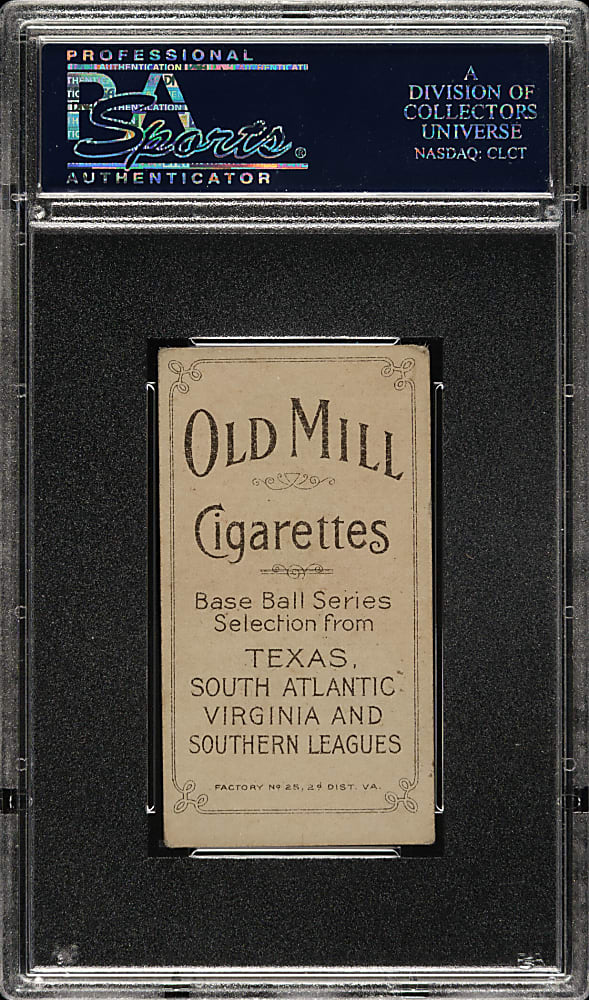 PROFESSIONAL
PSA
Sports®
AUTHENTICATOR
A
DIVISION OF
COLLECTORS
UNIVERSE
NASDAQ: CLCT
OLD MILL
Cigarettes
Base Ball Series
Selection from
TEXAS,
SOUTH ATLANTIC
VIRGINIA AND
SOUTHERN LEAGUES
FACTORY Nº 25, 2d DIST. VA.